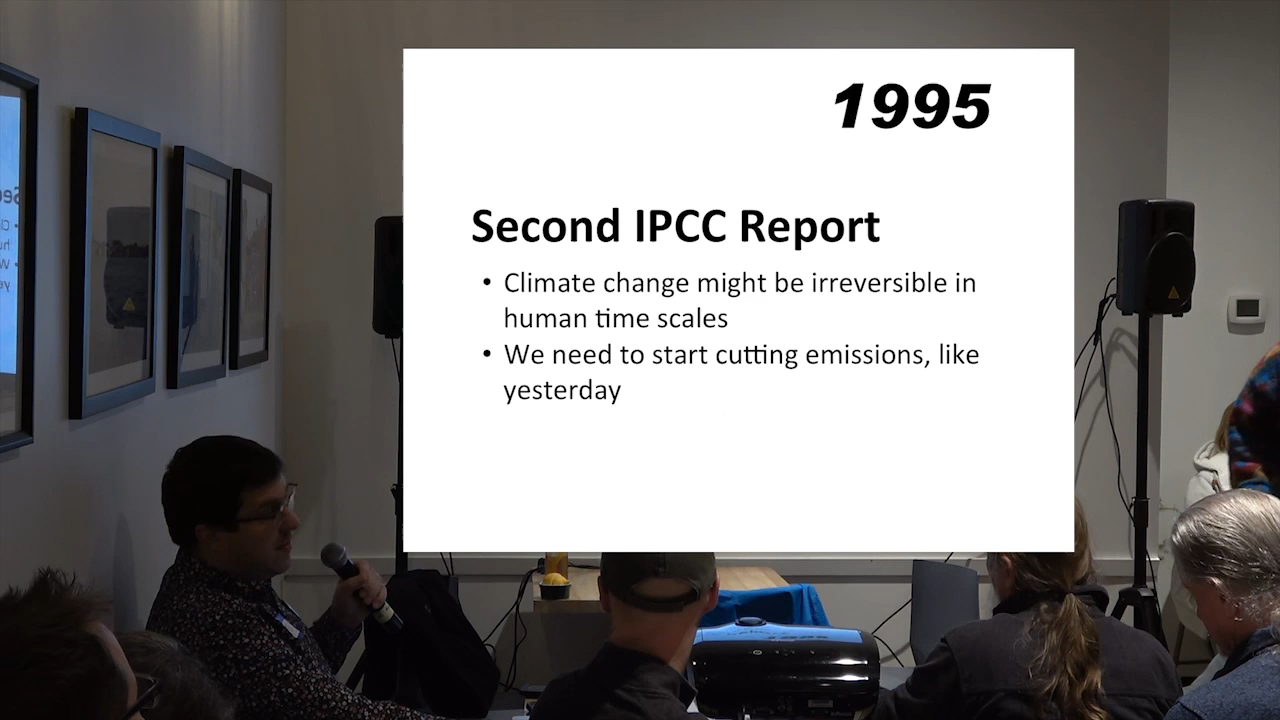 1995
Second IPCC Report
• Climate change might be irreversible in
human time scales
• We need to start cutting emissions, like
yesterday